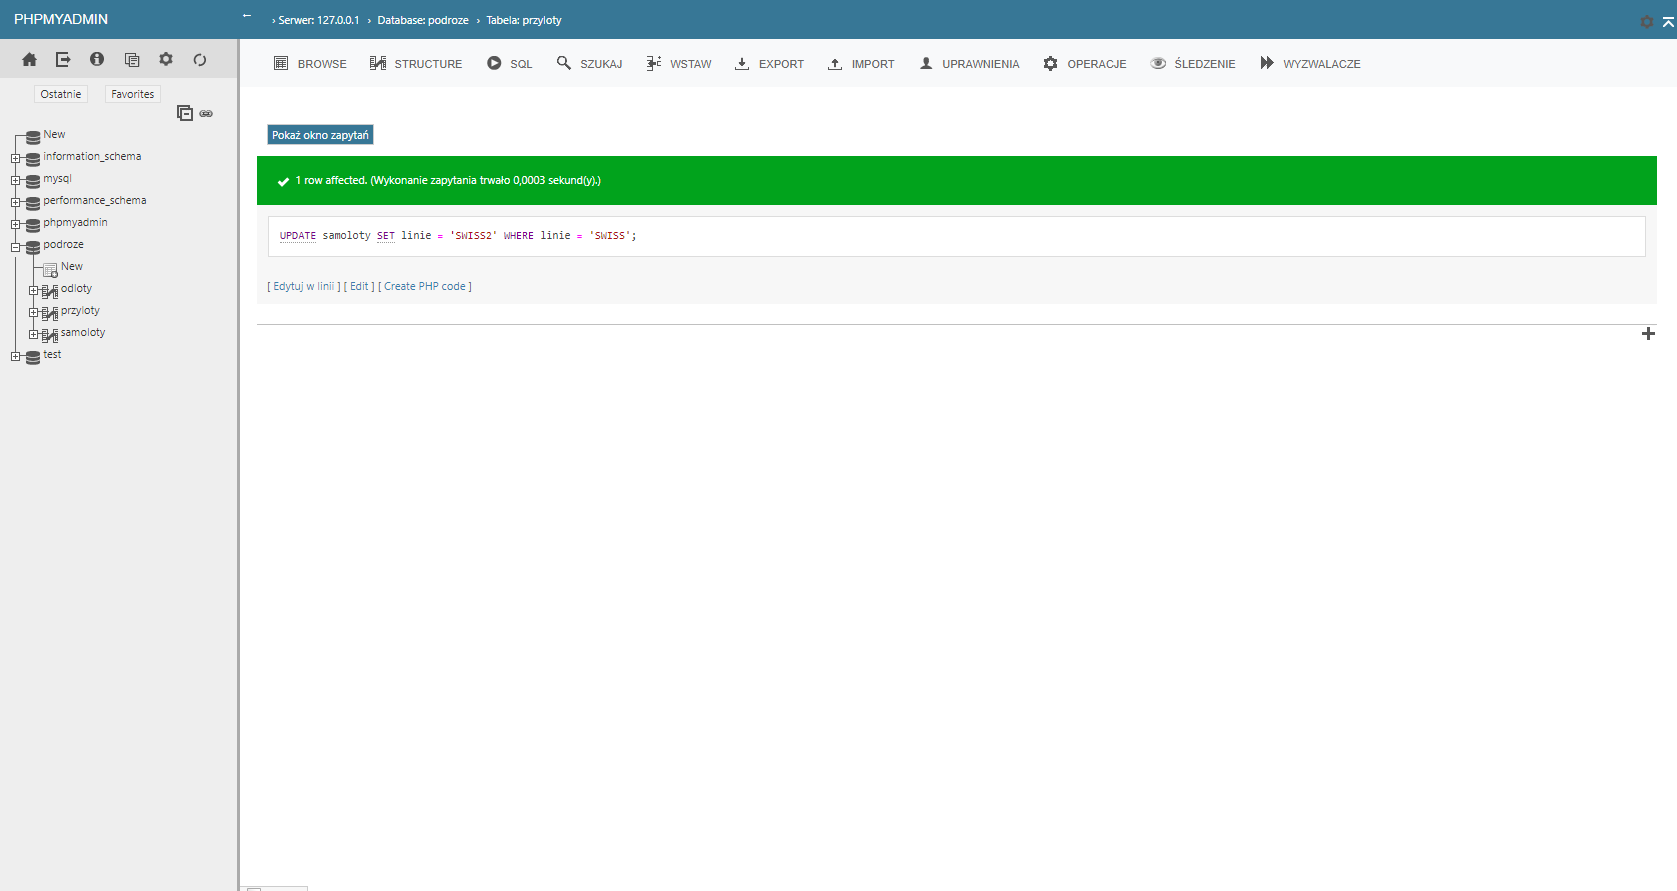 PHPMYADMIN
← › Serwer: 127.0.0.1 › Database: podroze › Tabela: przyloty
BROWSE STRUCTURE SQL SZUKAJ WSTAW EXPORT IMPORT UPRAWNIENIA OPERACJE ŚLEDZENIE WYZWALACZE
Ostatnie Favorites
New
information_schema
mysql
performance_schema
phpmyadmin
podroze
New
odloty
przyloty
samoloty
test
Pokaż okno zapytań
1 row affected. (Wykonanie zapytania trwało 0,0003 sekund(y).)
UPDATE samoloty SET linie = 'SWISS2' WHERE linie = 'SWISS';
[ Edytuj w linii ] [ Edit ] [ Create PHP code ]